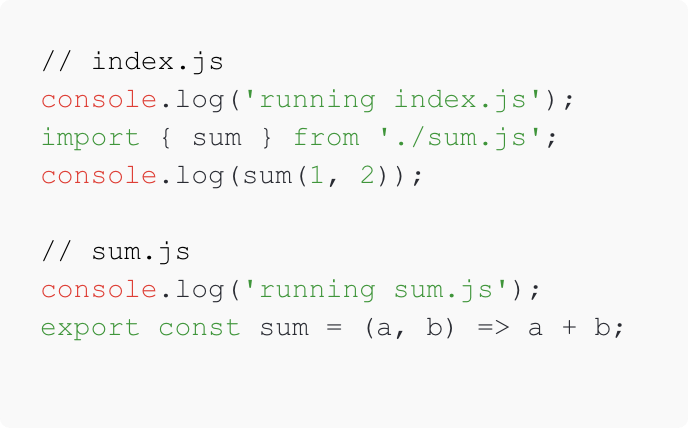 // index.js
console.log('running index.js');
import { sum } from './sum.js';
console.log(sum(1, 2));
// sum.js
console.log('running sum.js');
export const sum = (a, b) => a + b;